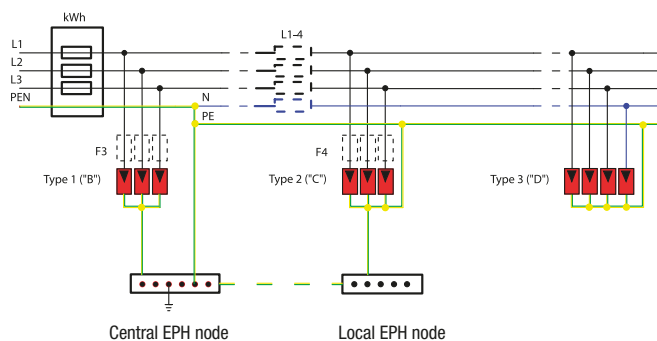 kWh
L1
L2
L3
PEN
L1-4
N
PE
F3
F4
Type 1 ("B")
Type 2 ("C")
Type 3 ("D")
Central EPH node
Local EPH node